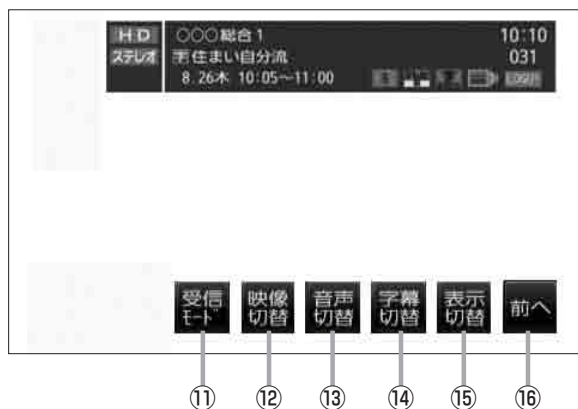 HD ○○○総合1 10:10
ステレオ 字住まい自分流 031
8.26木 10:05〜11:00
受信モード 映像切替 音声切替 字幕切替 表示切替 前へ
⑪ ⑫ ⑬ ⑭ ⑮ ⑯